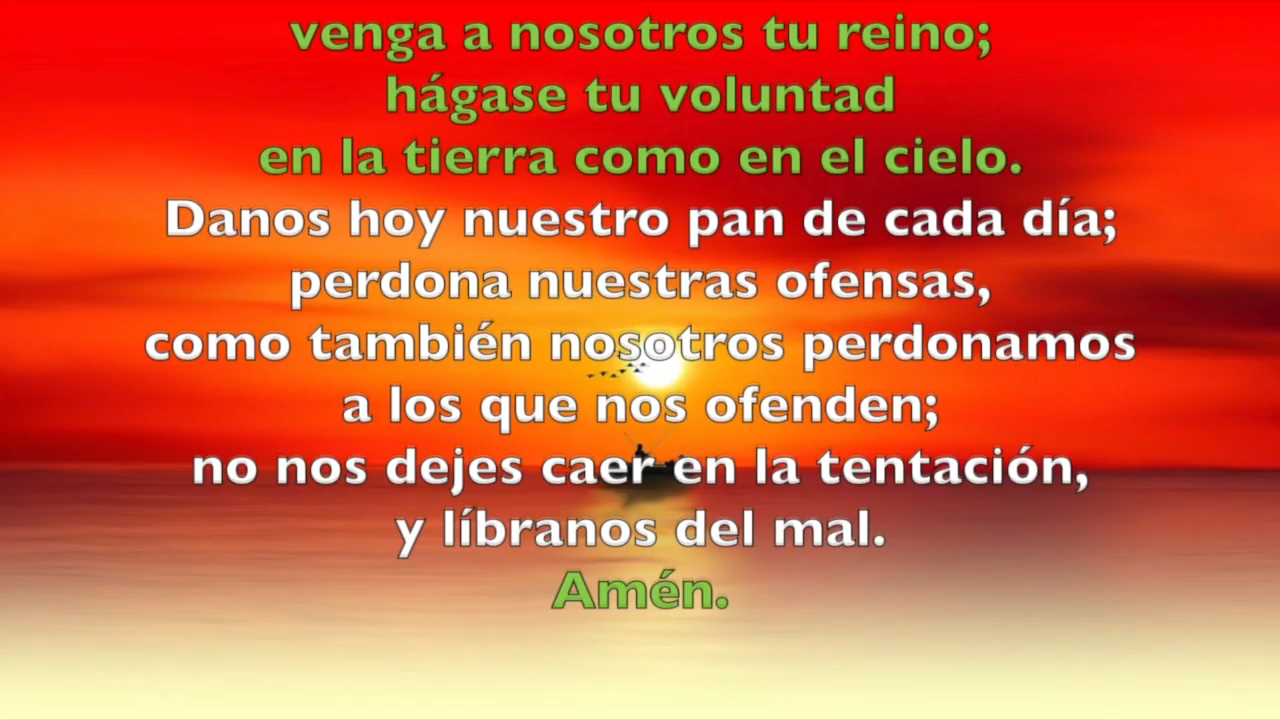 venga a nosotros tu reino;
hágase tu voluntad
en la tierra como en el cielo.
Danos hoy nuestro pan de cada día;
perdona nuestras ofensas,
como también nosotros perdonamos
a los que nos ofenden;
no nos dejes caer en la tentación,
y líbranos del mal.
Amén.